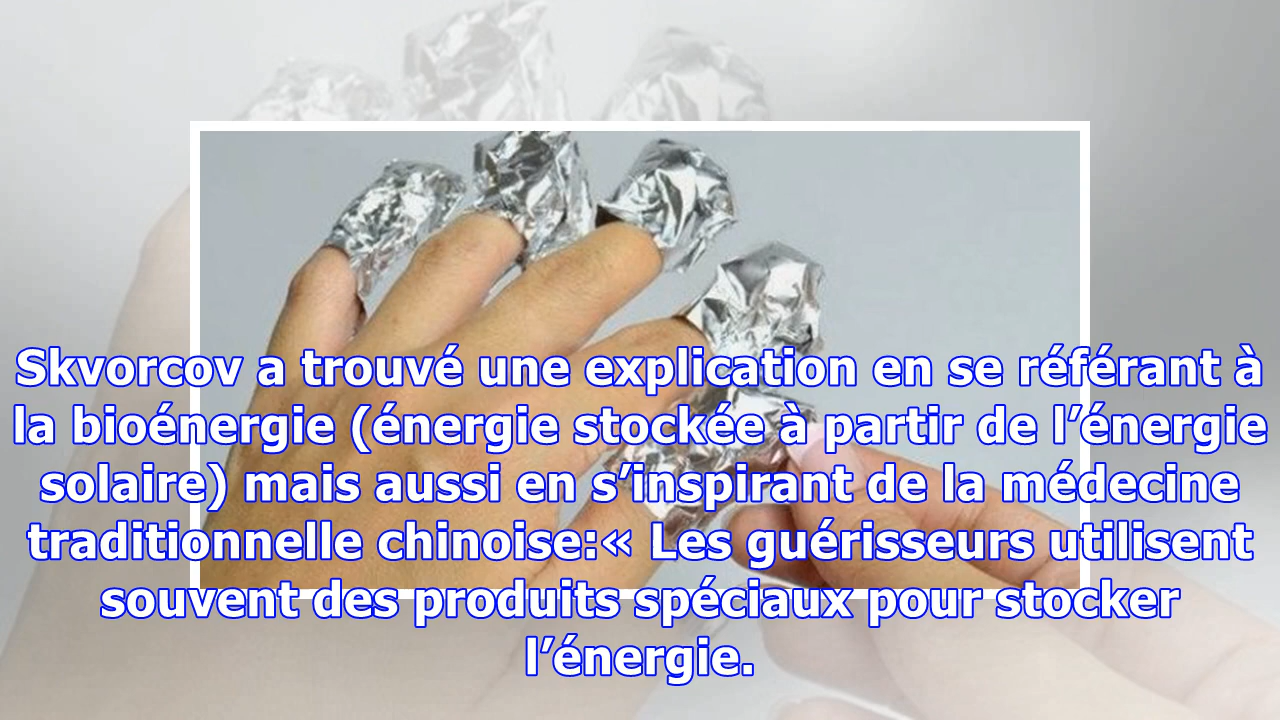 Skvorcov a trouvé une explication en se référant à
la bioénergie (énergie stockée à partir de l’énergie
solaire) mais aussi en s’inspirant de la médecine
traditionnelle chinoise:« Les guérisseurs utilisent
souvent des produits spéciaux pour stocker
l’énergie.